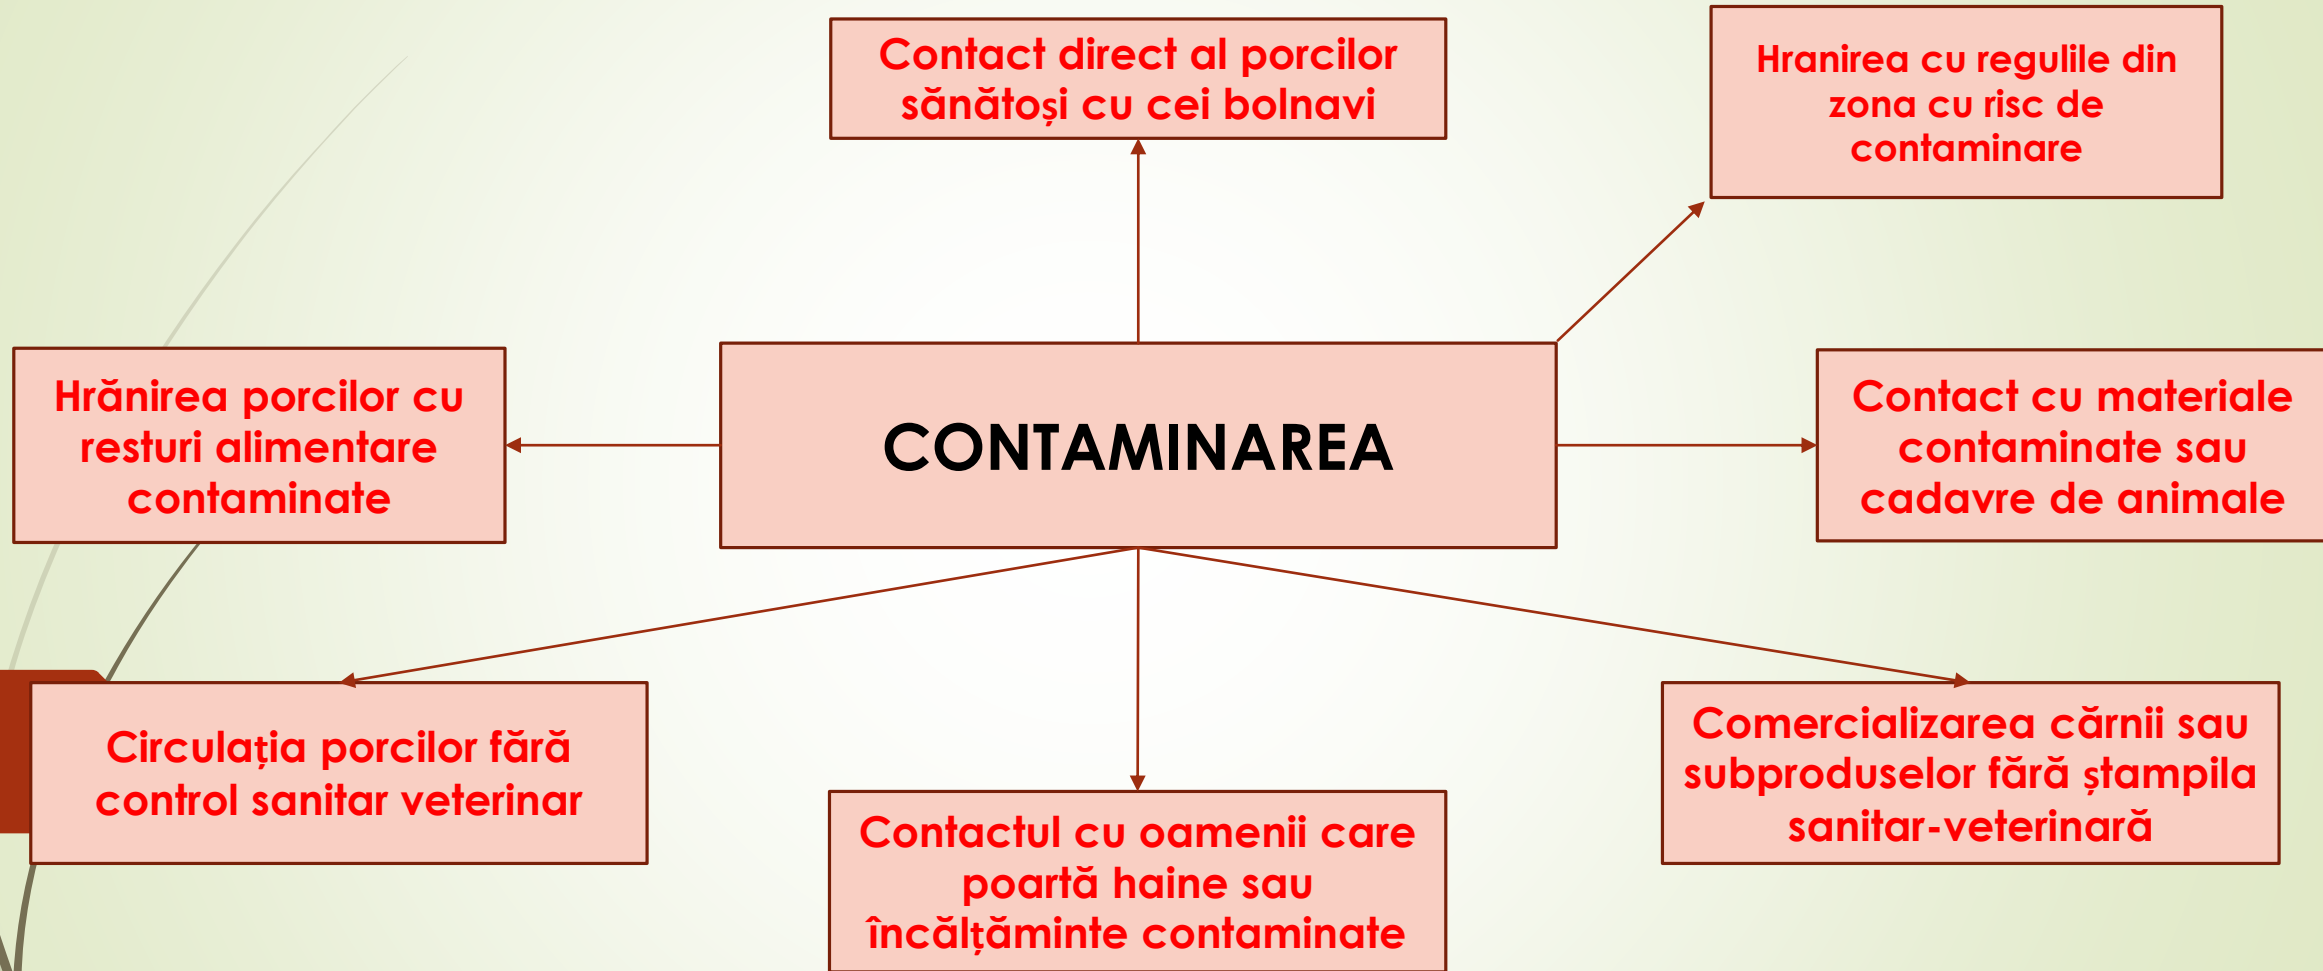 Contact direct al porcilor
sănătoși cu cei bolnavi
Hranirea cu regulile din
zona cu risc de
contaminare
Hrănirea porcilor cu
resturi alimentare
contaminate
CONTAMINAREA
Contact cu materiale
contaminate sau
cadavre de animale
Circulația porcilor fără
control sanitar veterinar
Contactul cu oamenii care
poartă haine sau
încălțăminte contaminate
Comercializarea cărnii sau
subproduselor fără ștampila
sanitar-veterinară